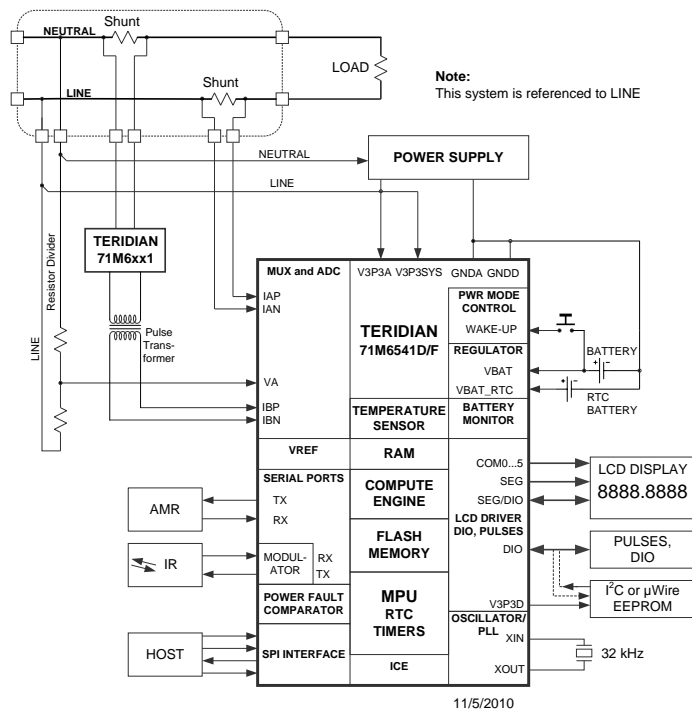 Shunt
NEUTRAL
Shunt
LOAD
LINE
Note:
This system is referenced to LINE
NEUTRAL
POWER SUPPLY
LINE
Resistor Divider
LINE
TERIDIAN
71M6xx1
Pulse
Trans-
former
MUX and ADC
V3P3A V3P3SYS
GNDA GNDD
IAP
IAN
VA
IBP
IBN
TERIDIAN
71M6541D/F
PWR MODE
CONTROL
WAKE-UP
REGULATOR
VBAT
VBAT_RTC
BATTERY
RTC
BATTERY
TEMPERATURE
SENSOR
BATTERY
MONITOR
VREF
RAM
SERIAL PORTS
TX
RX
COMPUTE
ENGINE
COM0...5
SEG
SEG/DIO
LCD DISPLAY
8888.8888
AMR
LCD DRIVER
DIO, PULSES
DIO
PULSES,
DIO
IR
MODUL-
ATOR
RX
TX
FLASH
MEMORY
I2C or µWire
EEPROM
V3P3D
POWER FAULT
COMPARATOR
MPU
RTC
TIMERS
OSCILLATOR/
PLL
XIN
XOUT
32 kHz
HOST
SPI INTERFACE
ICE
11/5/2010